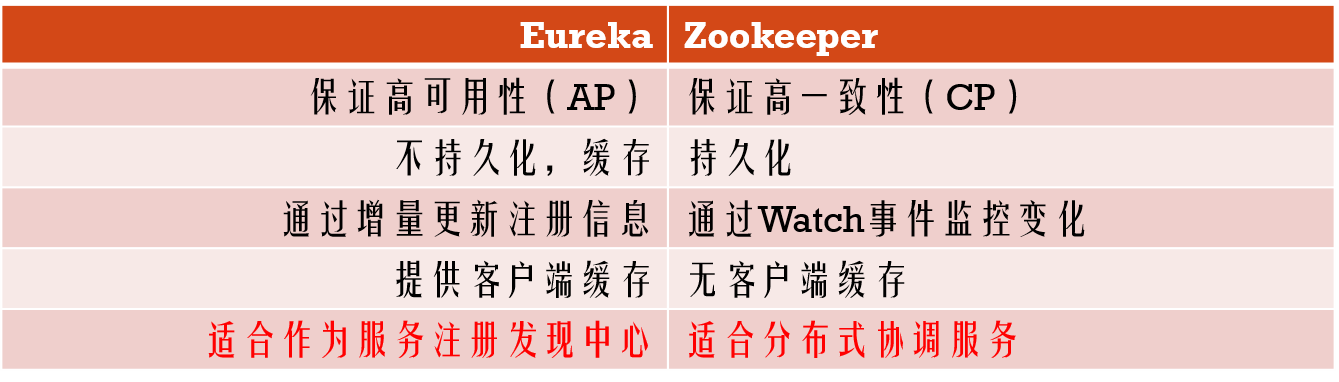 Eureka Zookeeper
保证高可用性（AP） 保证高一致性（CP）
不持久化，缓存 持久化
通过增量更新注册信息 通过Watch事件监控变化
提供客户端缓存 无客户端缓存
适合作为服务注册发现中心 适合分布式协调服务